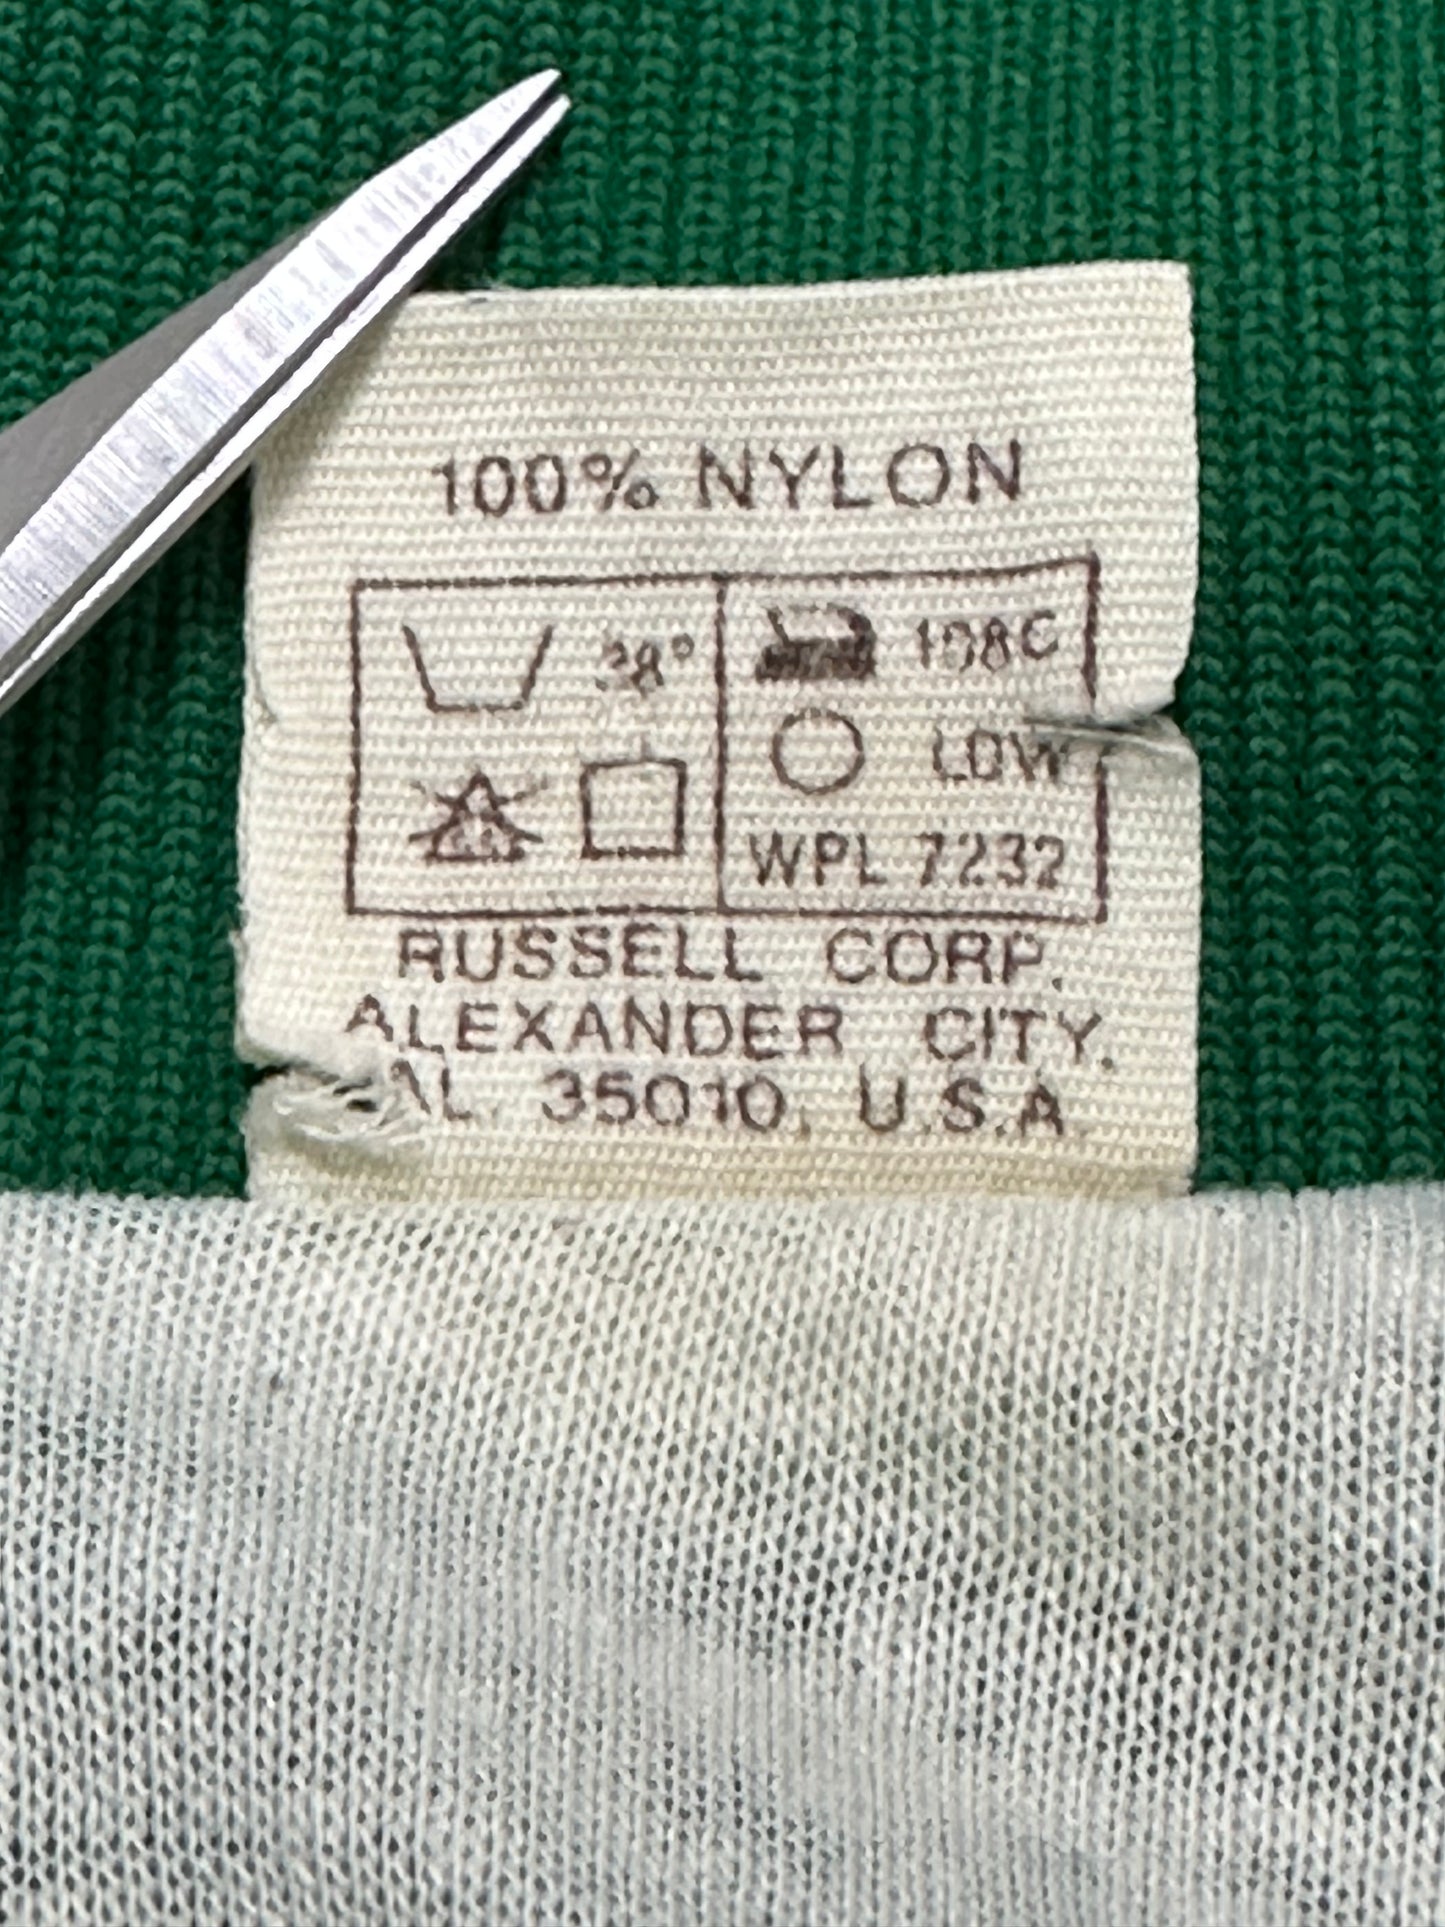 100% NYLON
38°
108C
LOW
WPL 7232
RUSSELL CORP.
ALEXANDER CITY.
AL. 35010, U.S.A.